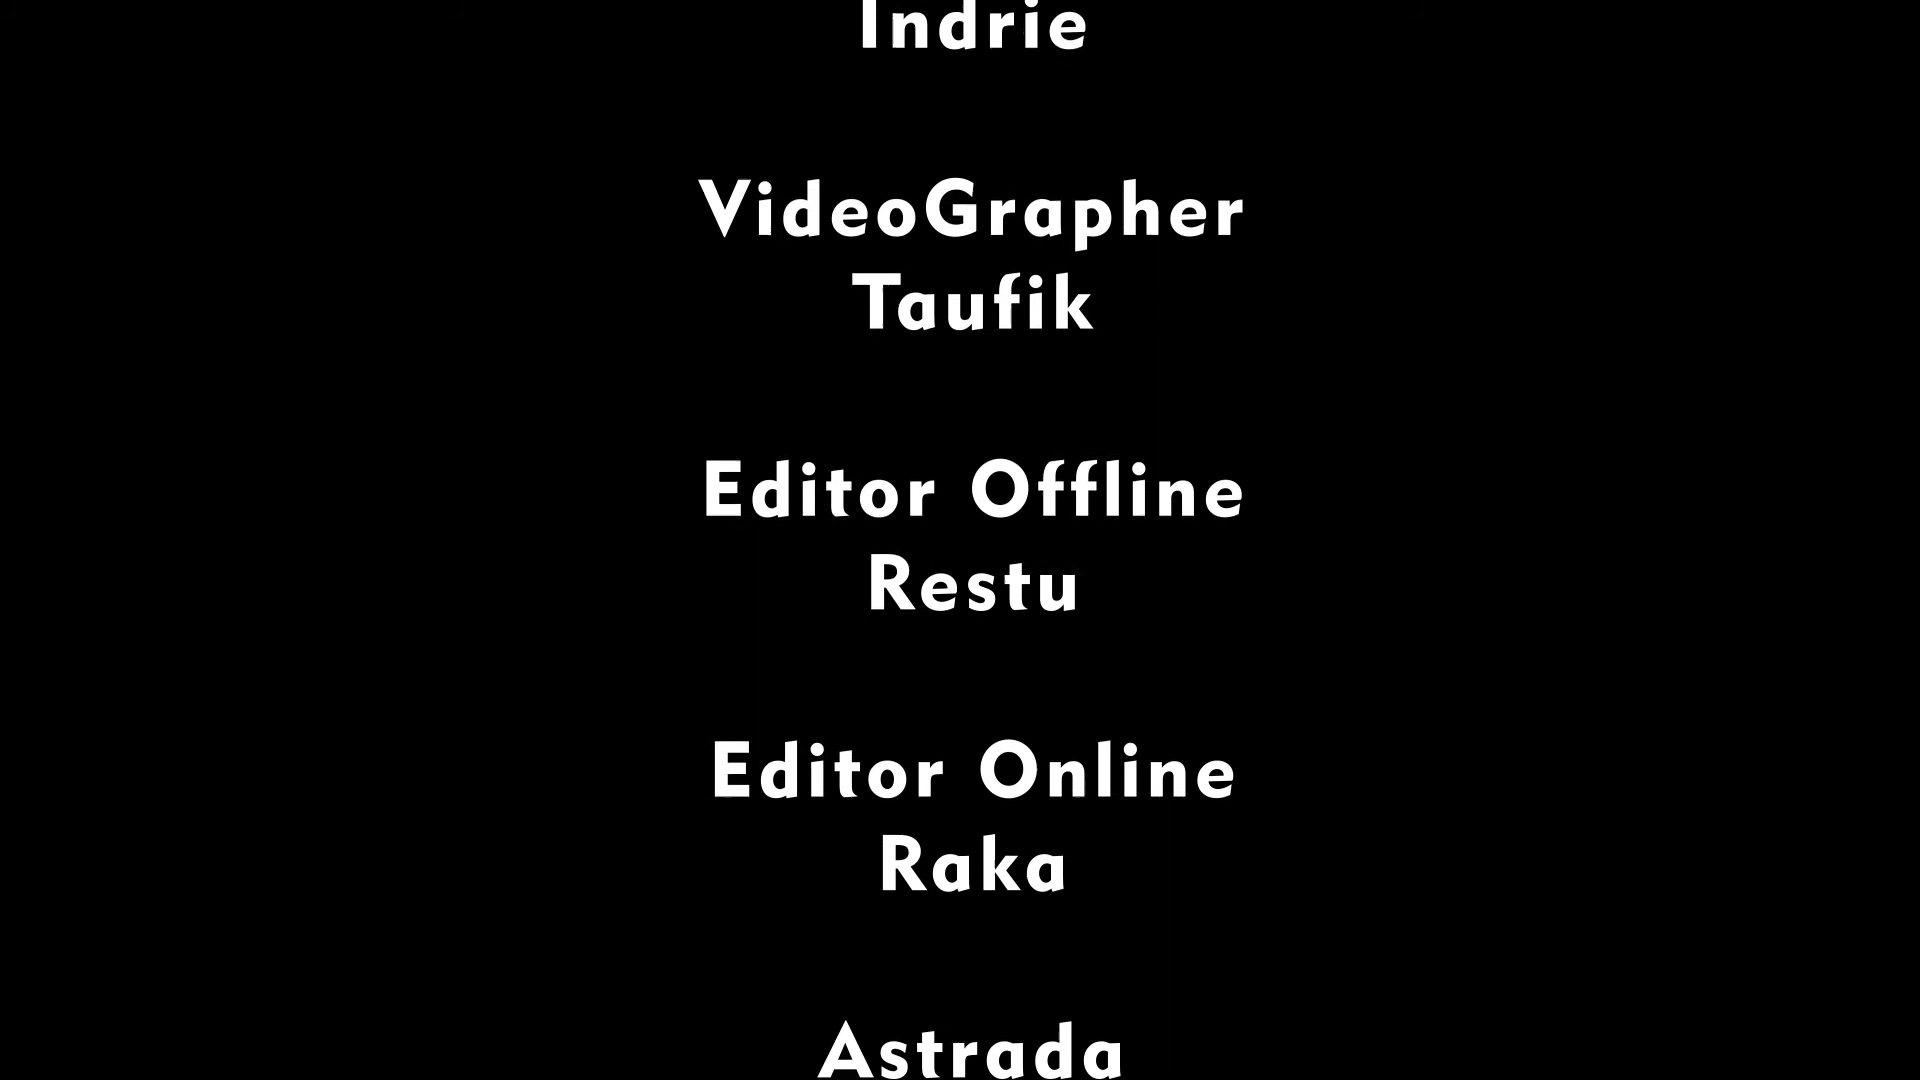 Indrie
VideoGrapher
Taufik
Editor Offline
Restu
Editor Online
Raka
Astrada